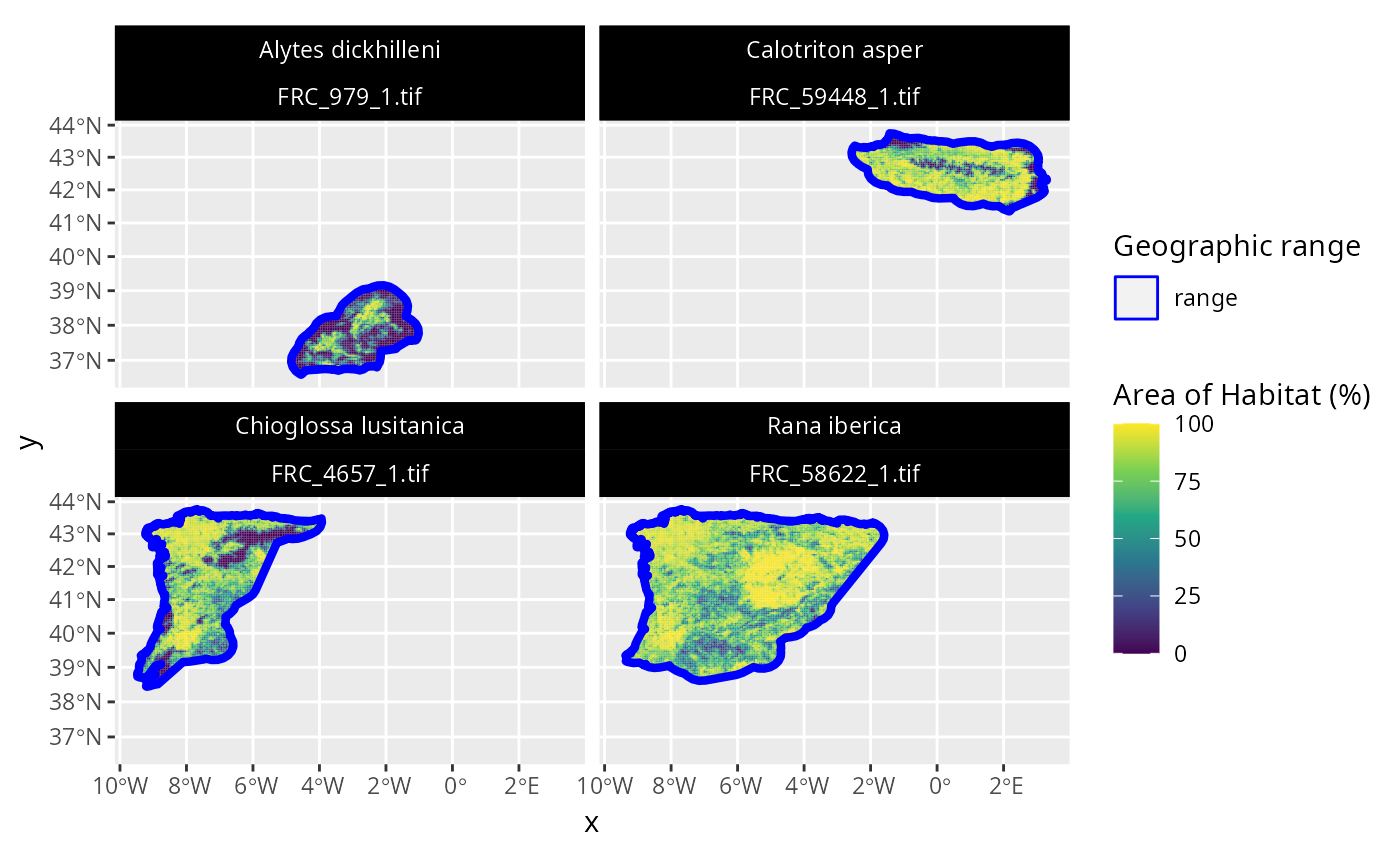 Alytes dickhilleni
FRC_979_1.tif
Calotriton asper
FRC_59448_1.tif
44°N
43°N
42°N
41°N
40°N
39°N
38°N
37°N
Chioglossa lusitanica
FRC_4657_1.tif
Rana iberica
FRC_58622_1.tif
44°N
43°N
42°N
41°N
40°N
39°N
38°N
37°N
y
10°W 8°W 6°W 4°W 2°W 0° 2°E
10°W 8°W 6°W 4°W 2°W 0° 2°E
x
Geographic range
range
Area of Habitat (%)
100
75
50
25
0